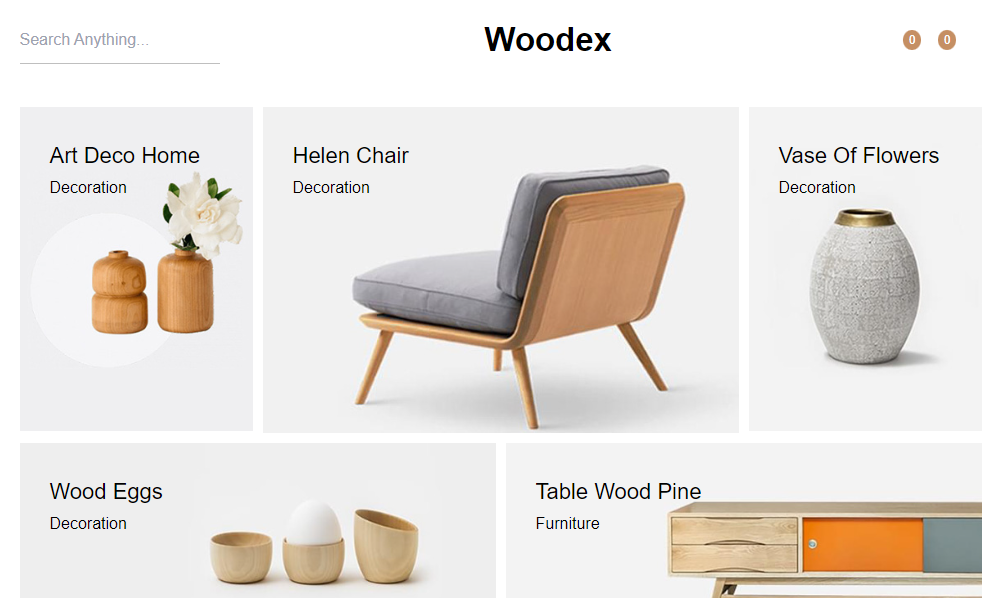 Search Anything...
Woodex
0 0
Art Deco Home
Decoration
Helen Chair
Decoration
Vase Of Flowers
Decoration
Wood Eggs
Decoration
Table Wood Pine
Furniture